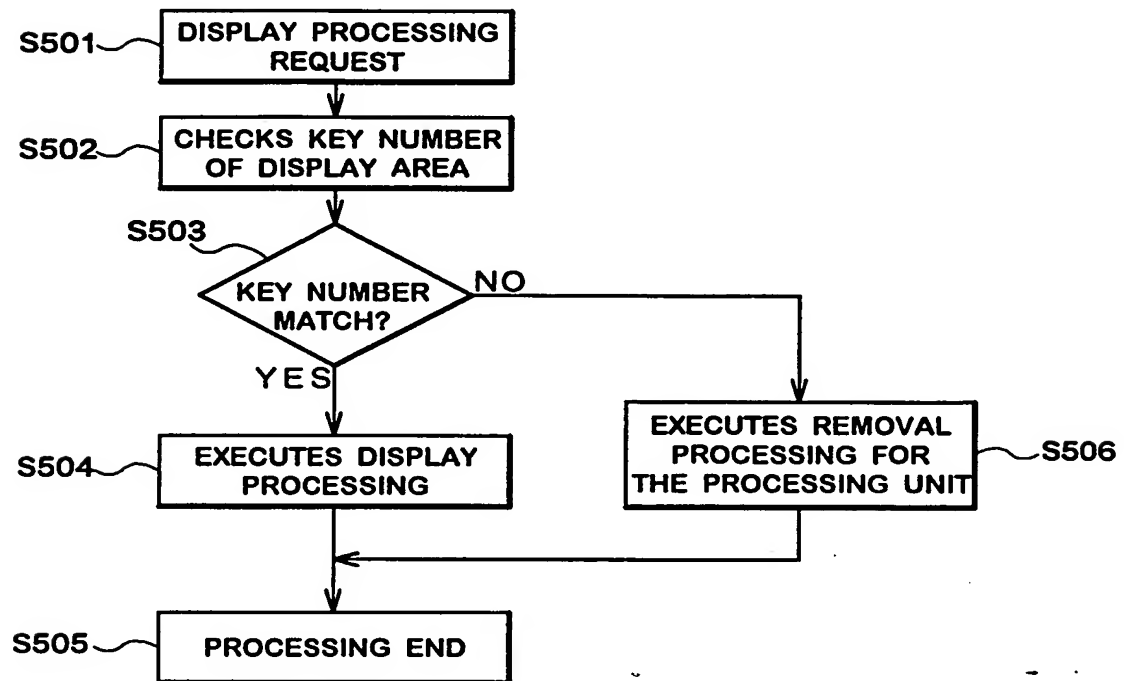 S501
DISPLAY PROCESSING
REQUEST
S502
CHECKS KEY NUMBER
OF DISPLAY AREA
S503
KEY NUMBER
MATCH?
NO
YES
S504
EXECUTES DISPLAY
PROCESSING
EXECUTES REMOVAL
PROCESSING FOR
THE PROCESSING UNIT
S506
S505
PROCESSING END